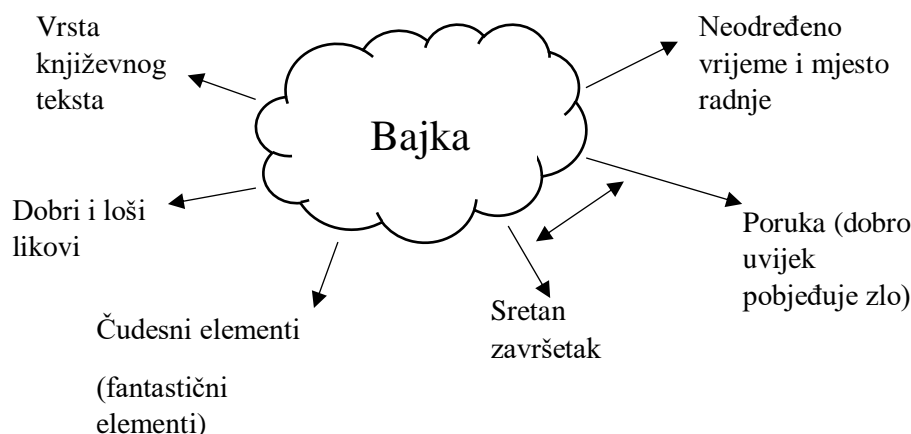 Vrsta
književnog
teksta
Neodređeno
vrijeme i mjesto
radnje
Bajka
Dobri i loši
likovi
Poruka (dobro
uvijek
pobjeđuje zlo)
Sretan
završetak
Čudesni elementi
(fantastični
elementi)